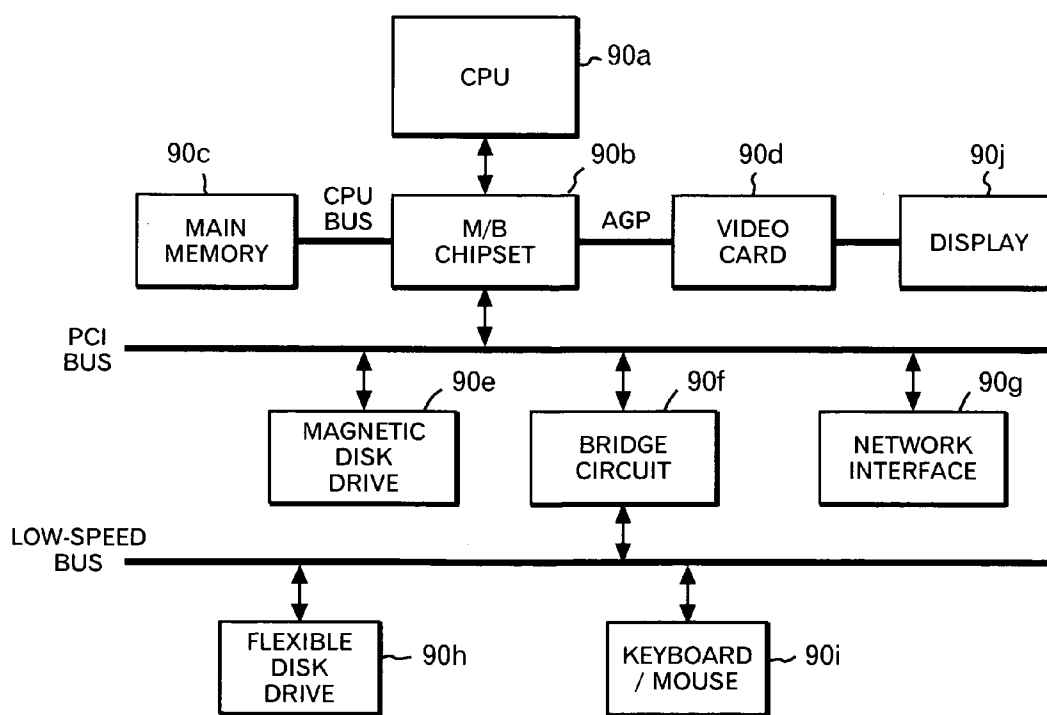 CPU
90a
90c
90b
90d
90j
MAIN
MEMORY
CPU
BUS
M/B
CHIPSET
AGP
VIDEO
CARD
DISPLAY
PCI
BUS
90e
90f
90g
MAGNETIC
DISK
DRIVE
BRIDGE
CIRCUIT
NETWORK
INTERFACE
LOW-SPEED
BUS
FLEXIBLE
DISK
DRIVE
90h
KEYBOARD
/ MOUSE
90i